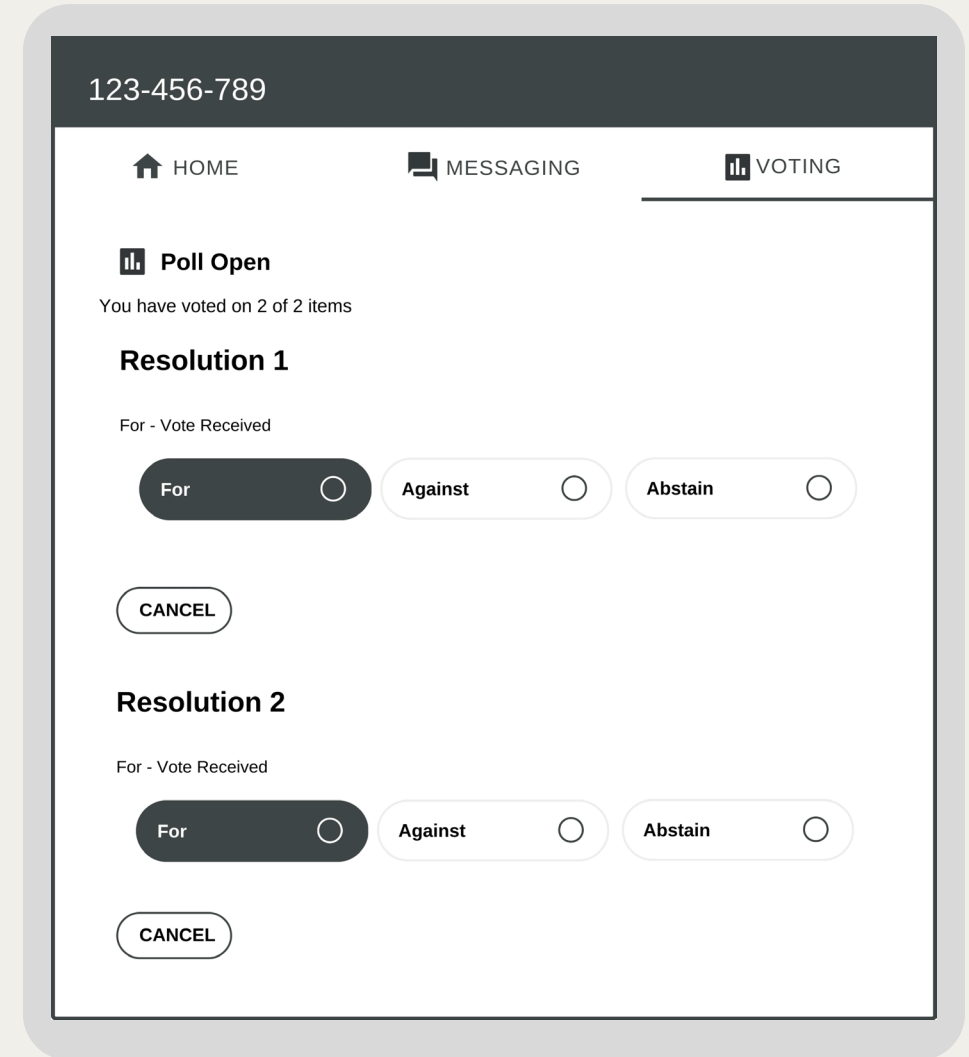 123-456-789
HOME MESSAGING VOTING
Poll Open
You have voted on 2 of 2 items
Resolution 1
For - Vote Received
For Against Abstain
CANCEL
Resolution 2
For - Vote Received
For Against Abstain
CANCEL